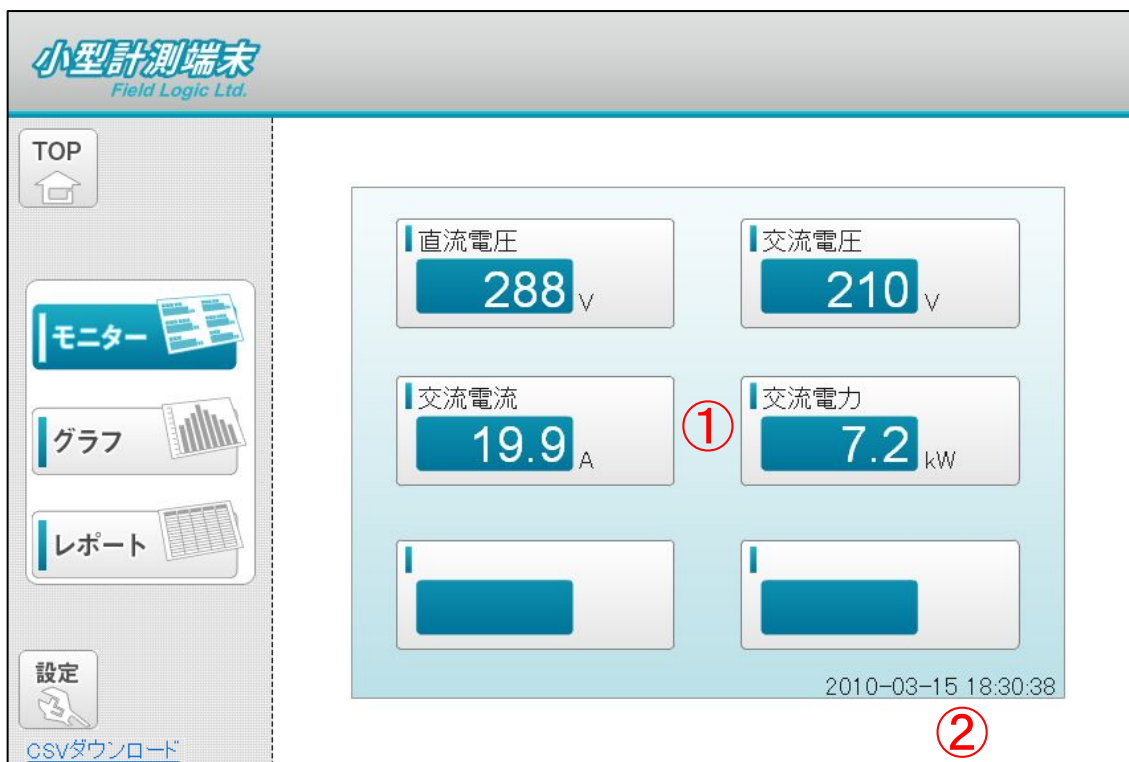 小型計測端末
Field Logic Ltd.
TOP
モニター
グラフ
レポート
設定
CSVダウンロード
直流電圧
288 V
交流電圧
210 V
交流電流
19.9 A
①
交流電力
7.2 kW
2010-03-15 18:30:38
②